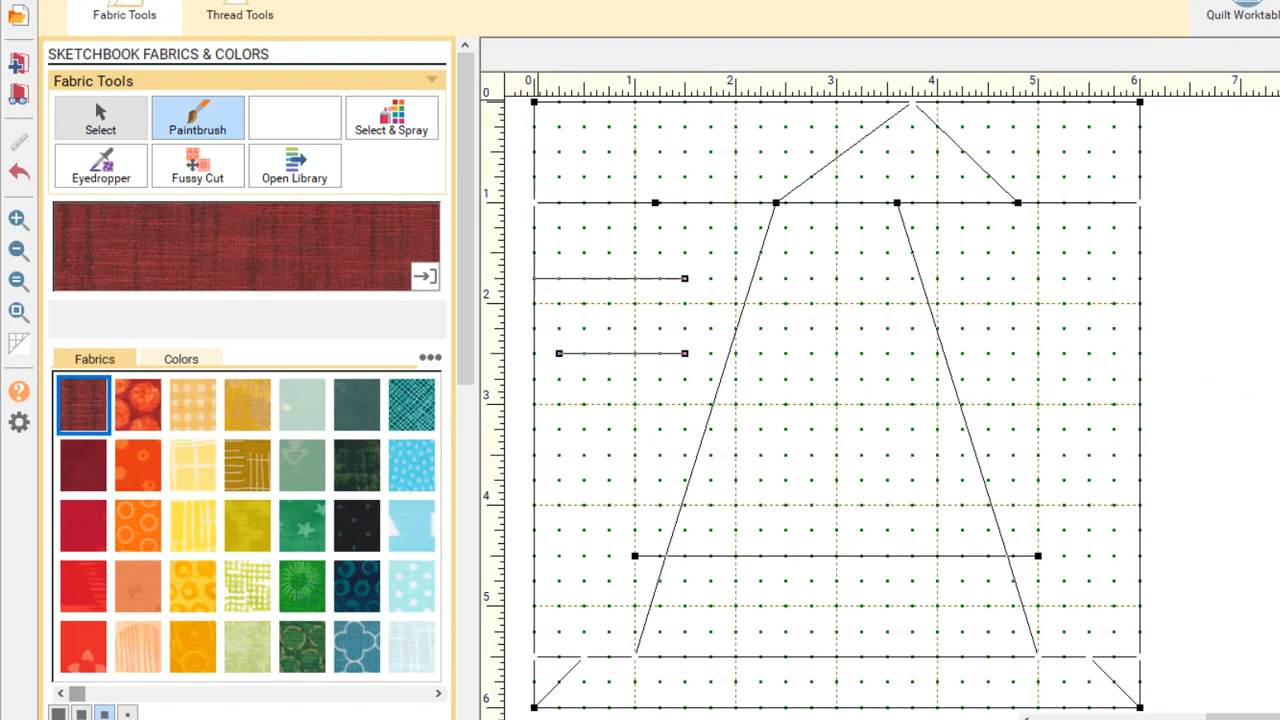 Fabric Tools
Thread Tools
Quilt Worktabl
SKETCHBOOK FABRICS & COLORS
Fabric Tools
Select
Paintbrush
Select & Spray
Eyedropper
Fussy Cut
Open Library
Fabrics
Colors
0 1 2 3 4 5 6 7
0
1
2
3
4
5
6